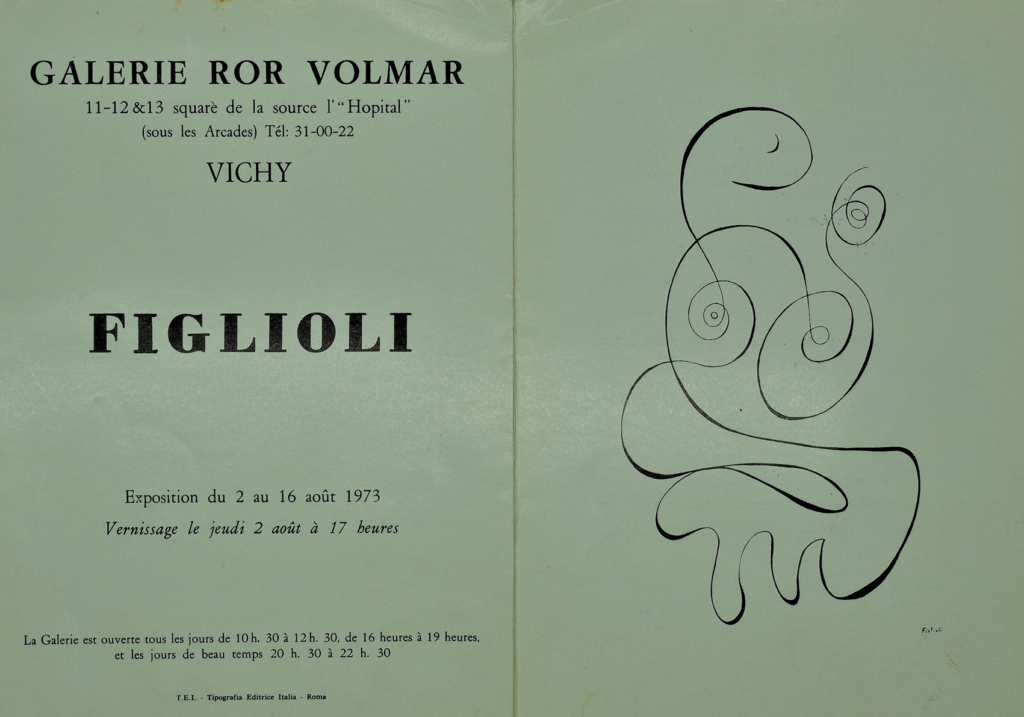 GALERIE ROR VOLMAR
11-12 &13 squarè de la source l'“Hopital”
(sous les Arcades) Tél: 31-00-22
VICHY
FIGLIOLI
Exposition du 2 au 16 août 1973
Vernissage le jeudi 2 août à 17 heures
La Galerie est ouverte tous les jours de 10 h. 30 à 12 h. 30, de 16 heures à 19 heures,
et les jours de beau temps 20 h. 30 à 22 h. 30
T.E.I. - Tipografia Editrice Italia - Roma
Figlioli